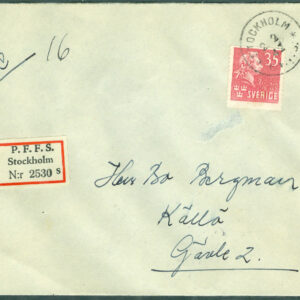 16
STOCKHOLM
35
SVERIGE
P. F. F. S.
Stockholm
N:r 2530 s
Herr Bo Bergman
Källö
Gävle 2.